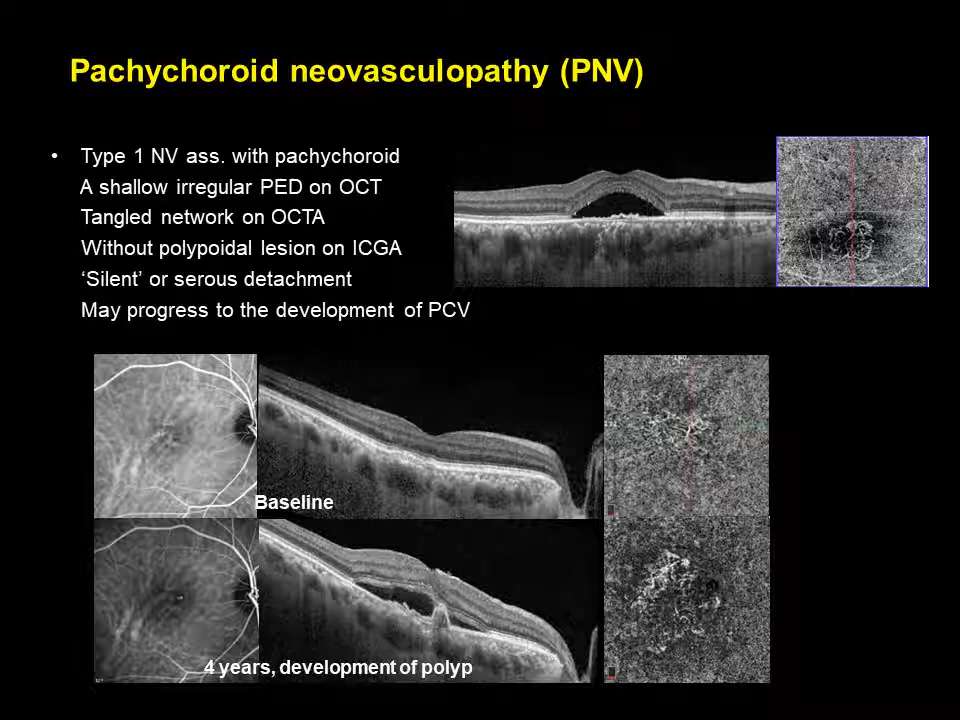 Pachychoroid neovasculopathy (PNV)
• Type 1 NV ass. with pachychoroid
A shallow irregular PED on OCT
Tangled network on OCTA
Without polypoidal lesion on ICGA
‘Silent’ or serous detachment
May progress to the development of PCV
Baseline
4 years, development of polyp